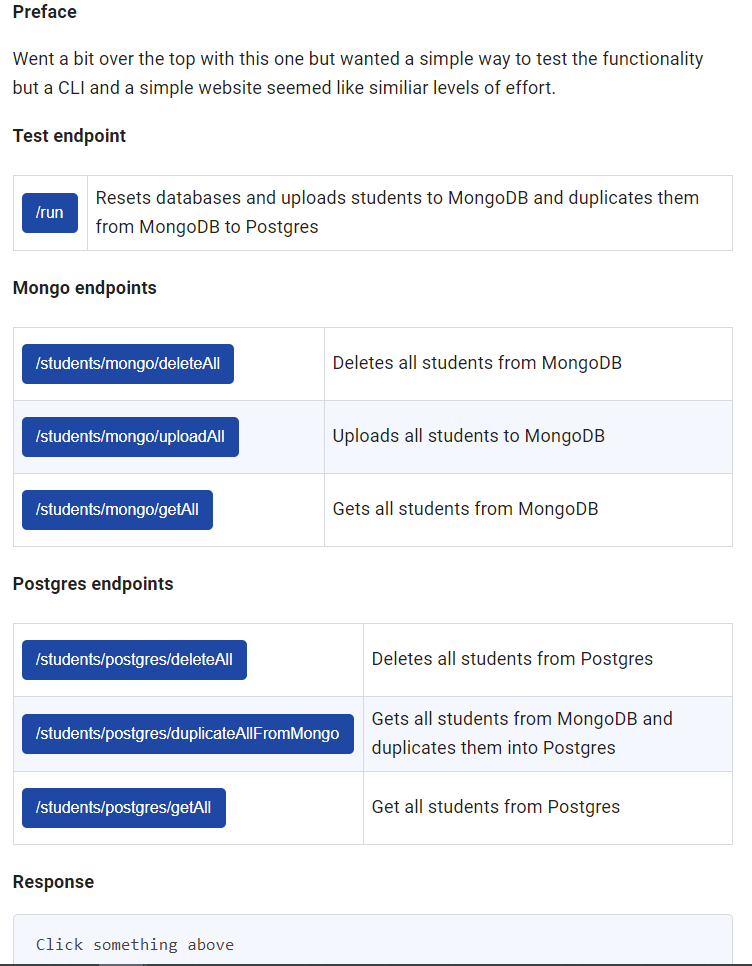 Preface
Went a bit over the top with this one but wanted a simple way to test the functionality
but a CLI and a simple website seemed like similiar levels of effort.
Test endpoint
/run
Resets databases and uploads students to MongoDB and duplicates them
from MongoDB to Postgres
Mongo endpoints
/students/mongo/deleteAll
Deletes all students from MongoDB
/students/mongo/uploadAll
Uploads all students to MongoDB
/students/mongo/getAll
Gets all students from MongoDB
Postgres endpoints
/students/postgres/deleteAll
Deletes all students from Postgres
/students/postgres/duplicateAllFromMongo
Gets all students from MongoDB and
duplicates them into Postgres
/students/postgres/getAll
Get all students from Postgres
Response
Click something above